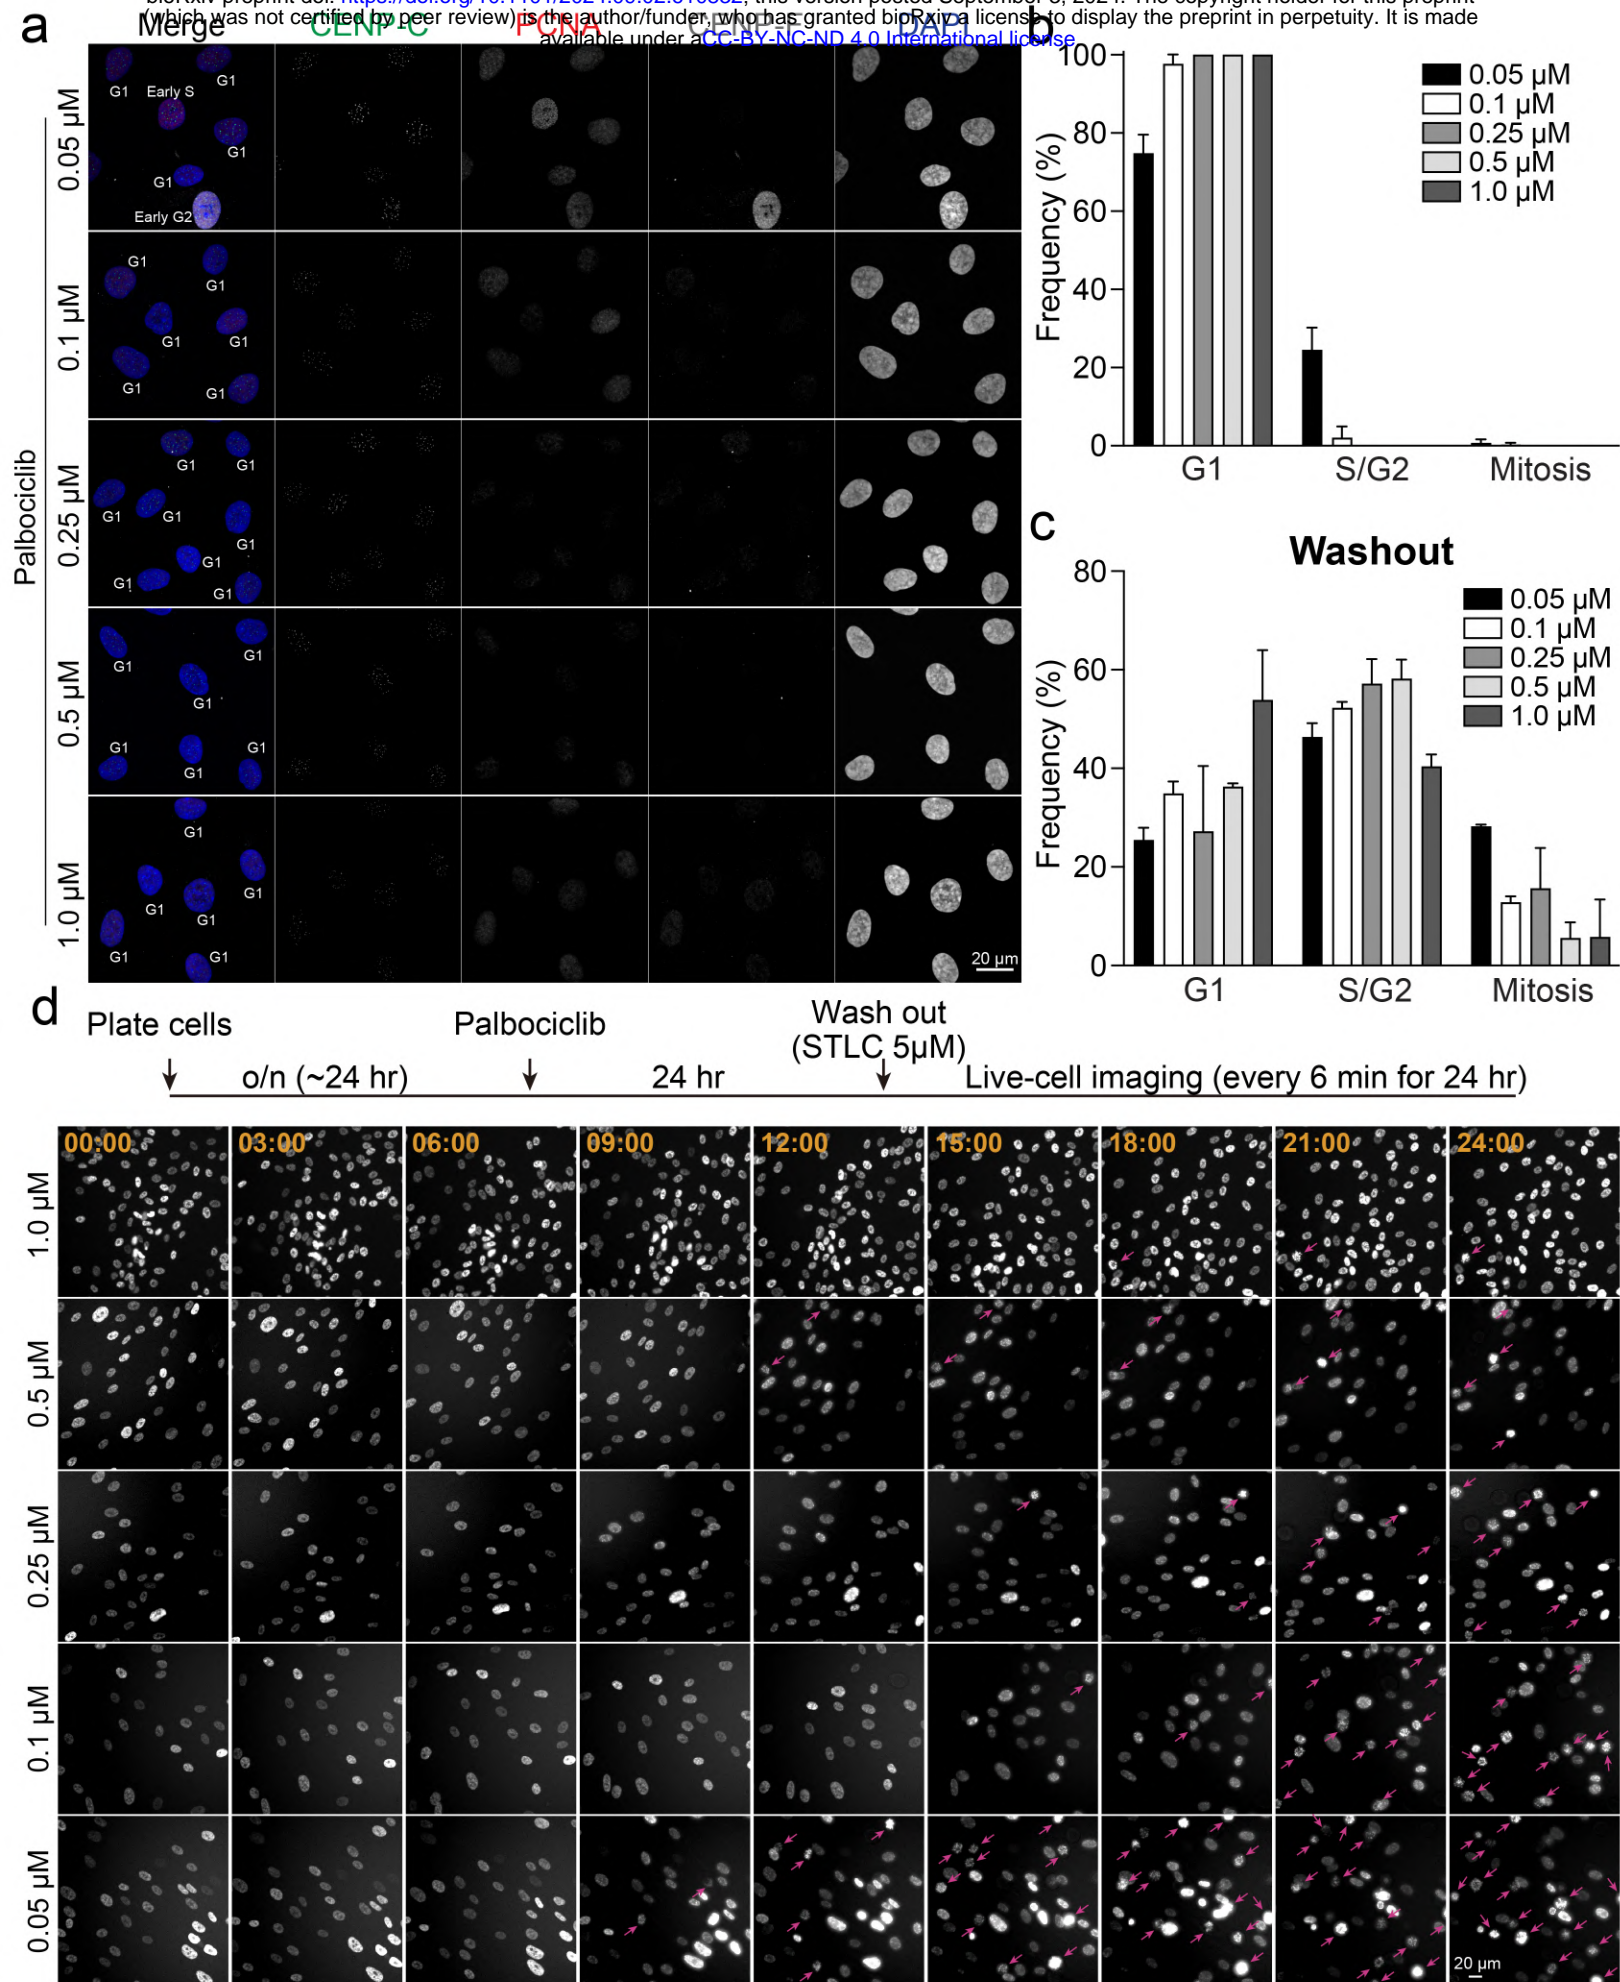 (which was not certified by peer review) is the author/funder, who has granted bioRxiv a license to display the preprint in perpetuity. It is made
available under aCC-BY-NC-ND 4.0 International license
a
Merge CENP-C PCNA DAPI
Palbociclib
0.05 µM
G1
G1
Early S
G1
G1
Early G2
0.1 µM
G1
G1
G1
G1
G1
G1
0.25 µM
G1
G1
G1
G1
G1
G1
G1
G1
0.5 µM
G1
G1
G1
G1
G1
G1
1.0 µM
G1
G1
G1
G1
G1
G1
20 µm
b
Frequency (%)
100
80
60
40
20
0
G1 S/G2 Mitosis
0.05 µM
0.1 µM
0.25 µM
0.5 µM
1.0 µM
c
Washout
Frequency (%)
80
60
40
20
0
G1 S/G2 Mitosis
0.05 µM
0.1 µM
0.25 µM
0.5 µM
1.0 µM
d
Plate cells Palbociclib Wash out
(STLC 5µM)
o/n (~24 hr) 24 hr Live-cell imaging (every 6 min for 24 hr)
00:00 03:00 06:00 09:00 12:00 15:00 18:00 21:00 24:00
1.0 µM
0.5 µM
0.25 µM
0.1 µM
0.05 µM
20 µm